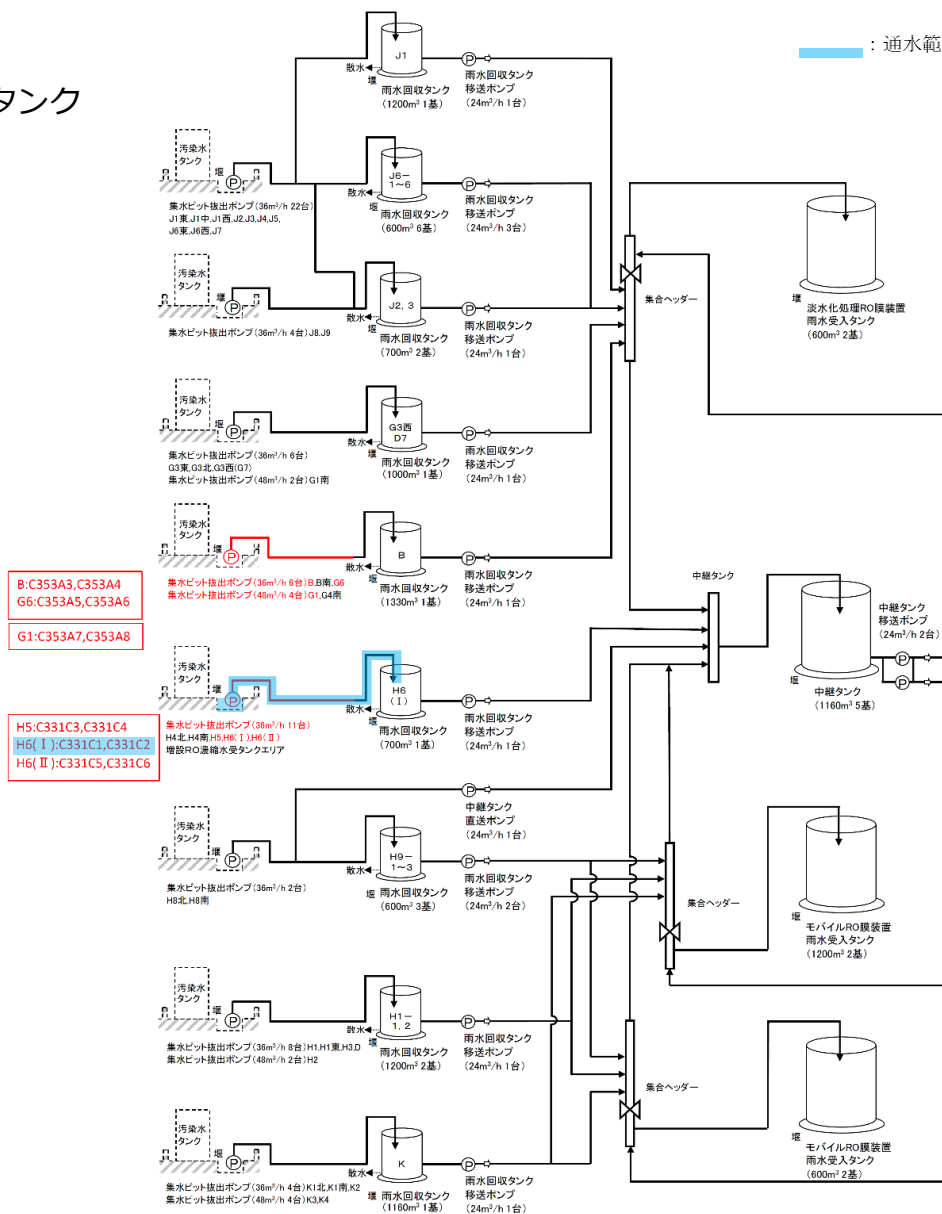 ：通水範
タンク
汚染水
タンク
堰
P
集水ピット抜出ポンプ(36m³/h 22台)
J1東,J1中,J1西,J2,J3,J4,J5,
J6東,J6西,J7
J1
散水
堰
雨水回収タンク
(1200m³ 1基)
P
雨水回収タンク
移送ポンプ
(24m³/h 1台)
J6－
1～6
散水
堰
雨水回収タンク
(600m³ 6基)
P
雨水回収タンク
移送ポンプ
(24m³/h 3台)
汚染水
タンク
堰
P
集水ピット抜出ポンプ(36m³/h 4台)J8,J9
J2, 3
散水
堰
雨水回収タンク
(700m³ 2基)
P
雨水回収タンク
移送ポンプ
(24m³/h 1台)
集合ヘッダー
堰
淡水化処理RO膜装置
雨水受入タンク
(600m³ 2基)
汚染水
タンク
堰
P
集水ピット抜出ポンプ(36m³/h 6台)
G3東,G3北,G3西(G7)
集水ピット抜出ポンプ(48m³/h 2台)G1南
G3西
D7
散水
堰
雨水回収タンク
(1000m³ 1基)
P
雨水回収タンク
移送ポンプ
(24m³/h 1台)
汚染水
タンク
堰
P
集水ピット抜出ポンプ(36m³/h 6台)B,B南,G6
集水ピット抜出ポンプ(48m³/h 4台)G1,G4南
B
散水
堰
雨水回収タンク
(1330m³ 1基)
P
雨水回収タンク
移送ポンプ
(24m³/h 1台)
B:C353A3,C353A4
G6:C353A5,C353A6
G1:C353A7,C353A8
中継タンク
堰
中継タンク
(1160m³ 5基)
中継タンク
移送ポンプ
(24m³/h 2台)
P
P
汚染水
タンク
堰
P
集水ピット抜出ポンプ(36m³/h 11台)
H4北,H4南,H5,H6(Ⅰ),H6(Ⅱ)
増設RO濃縮水受タンクエリア
H6
(Ⅰ)
散水
堰
雨水回収タンク
(700m³ 1基)
P
雨水回収タンク
移送ポンプ
(24m³/h 1台)
H5:C331C3,C331C4
H6(Ⅰ):C331C1,C331C2
H6(Ⅱ):C331C5,C331C6
P
中継タンク
直送ポンプ
(24m³/h 1台)
汚染水
タンク
堰
P
集水ピット抜出ポンプ(36m³/h 2台)
H8北,H8南
H9－
1～3
散水
堰
雨水回収タンク
(600m³ 3基)
P
雨水回収タンク
移送ポンプ
(24m³/h 2台)
集合ヘッダー
堰
モバイルRO膜装置
雨水受入タンク
(1200m³ 2基)
汚染水
タンク
堰
P
集水ピット抜出ポンプ(36m³/h 8台)H1,H1東,H3,D
集水ピット抜出ポンプ(48m³/h 2台)H2
H1－
1, 2
散水
堰
雨水回収タンク
(1200m³ 2基)
P
雨水回収タンク
移送ポンプ
(24m³/h 1台)
集合ヘッダー
堰
モバイルRO膜装置
雨水受入タンク
(600m³ 2基)
汚染水
タンク
堰
P
集水ピット抜出ポンプ(36m³/h 4台)K1北,K1南,K2
集水ピット抜出ポンプ(48m³/h 4台)K3,K4
K
散水
堰
雨水回収タンク
(1160m³ 1基)
P
雨水回収タンク
移送ポンプ
(24m³/h 1台)